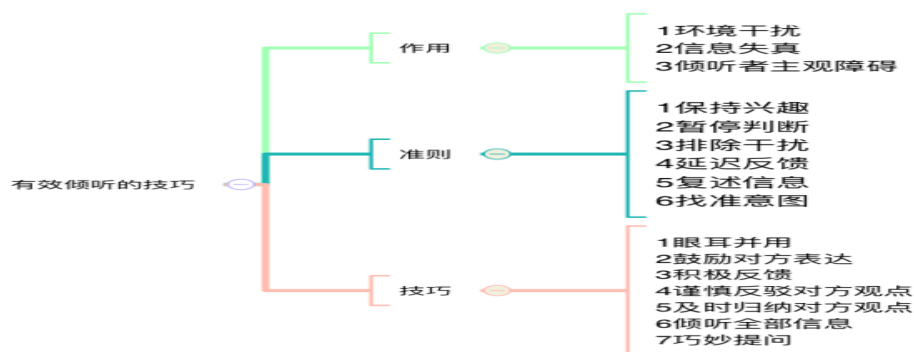 有效倾听的技巧
作用
1环境干扰
2信息失真
3倾听者主观障碍
准则
1保持兴趣
2暂停判断
3排除干扰
4延迟反馈
5复述信息
6找准意图
技巧
1眼耳并用
2鼓励对方表达
3积极反馈
4谨慎反驳对方观点
5及时归纳对方观点
6倾听全部信息
7巧妙提问